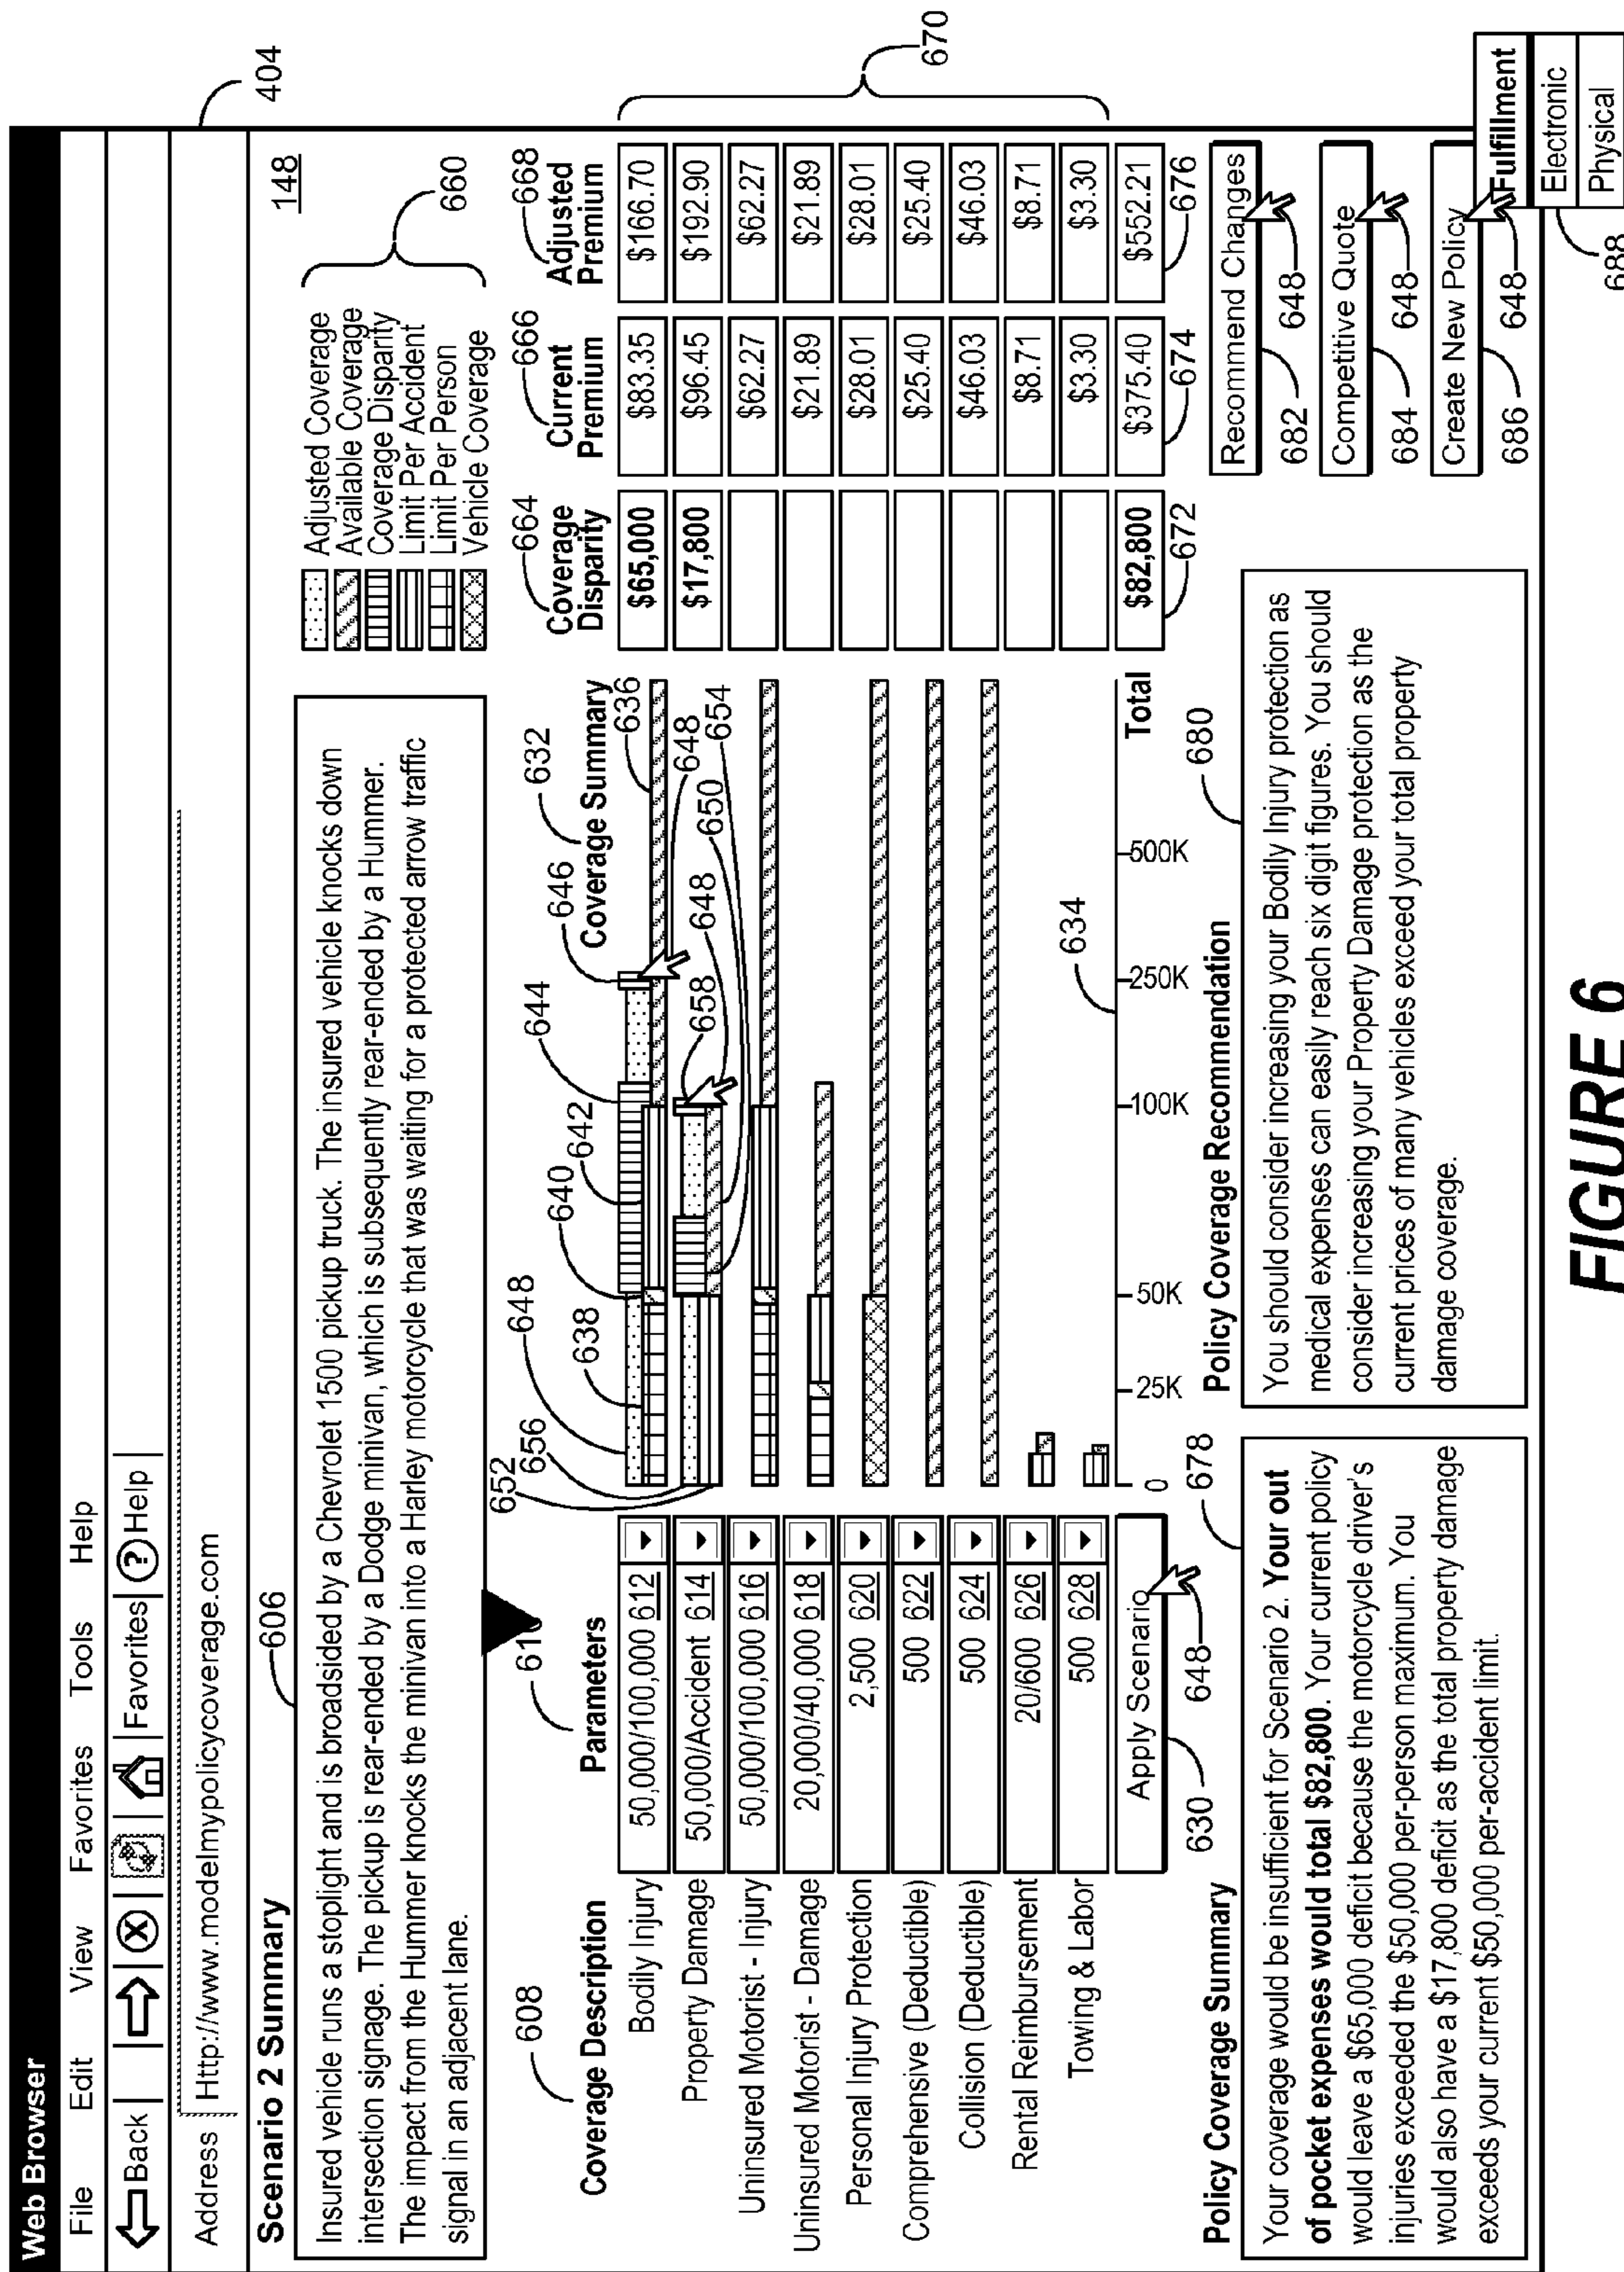 Web Browser
File Edit View Favorites Tools Help
Back Favorites ? Help
Address Http://www.modelmypolicycoverage.com
404
Scenario 2 Summary
606
148
Insured vehicle runs a stoplight and is broadsided by a Chevrolet 1500 pickup truck. The insured vehicle knocks down
intersection signage. The pickup is rear-ended by a Dodge minivan, which is subsequently rear-ended by a Hummer.
The impact from the Hummer knocks the minivan into a Harley motorcycle that was waiting for a protected arrow traffic
signal in an adjacent lane.
Adjusted Coverage
Available Coverage
Coverage Disparity
Limit Per Accident
Limit Per Person
Vehicle Coverage
660
608
610
652
656
648
638
640
642
644
646
632
636
648
654
650
648
658
664
666
668
Coverage Description Parameters Coverage Summary Coverage Disparity Current Premium Adjusted Premium
Bodily Injury 50,000/100,000 612 $65,000 $83.35 $166.70
Property Damage 50,000/Accident 614 $17,800 $96.45 $192.90
Uninsured Motorist - Injury 50,000/100,000 616 $62.27 $62.27
Uninsured Motorist - Damage 20,000/40,000 618 $21.89 $21.89
Personal Injury Protection 2,500 620 $28.01 $28.01
Comprehensive (Deductible) 500 622 $25.40 $25.40
Collision (Deductible) 500 624 $46.03 $46.03
Rental Reimbursement 20/600 626 $8.71 $8.71
Towing & Labor 500 628 $3.30 $3.30
670
634
Apply Scenario 0 25K 50K 100K 250K 500K Total $82,800 $375.40 $552.21
630 648 672 674 676
Policy Coverage Summary
678
Your coverage would be insufficient for Scenario 2. Your out
of pocket expenses would total $82,800. Your current policy
would leave a $65,000 deficit because the motorcycle driver's
injuries exceeded the $50,000 per-person maximum. You
would also have a $17,800 deficit as the total property damage
exceeds your current $50,000 per-accident limit.
Policy Coverage Recommendation
680
You should consider increasing your Bodily Injury protection as
medical expenses can easily reach six digit figures. You should
consider increasing your Property Damage protection as the
current prices of many vehicles exceed your total property
damage coverage.
Recommend Changes
682 648
Competitive Quote
684 648
Create New Policy
686 648
Fulfillment
Electronic
Physical
688
FIGURE 6